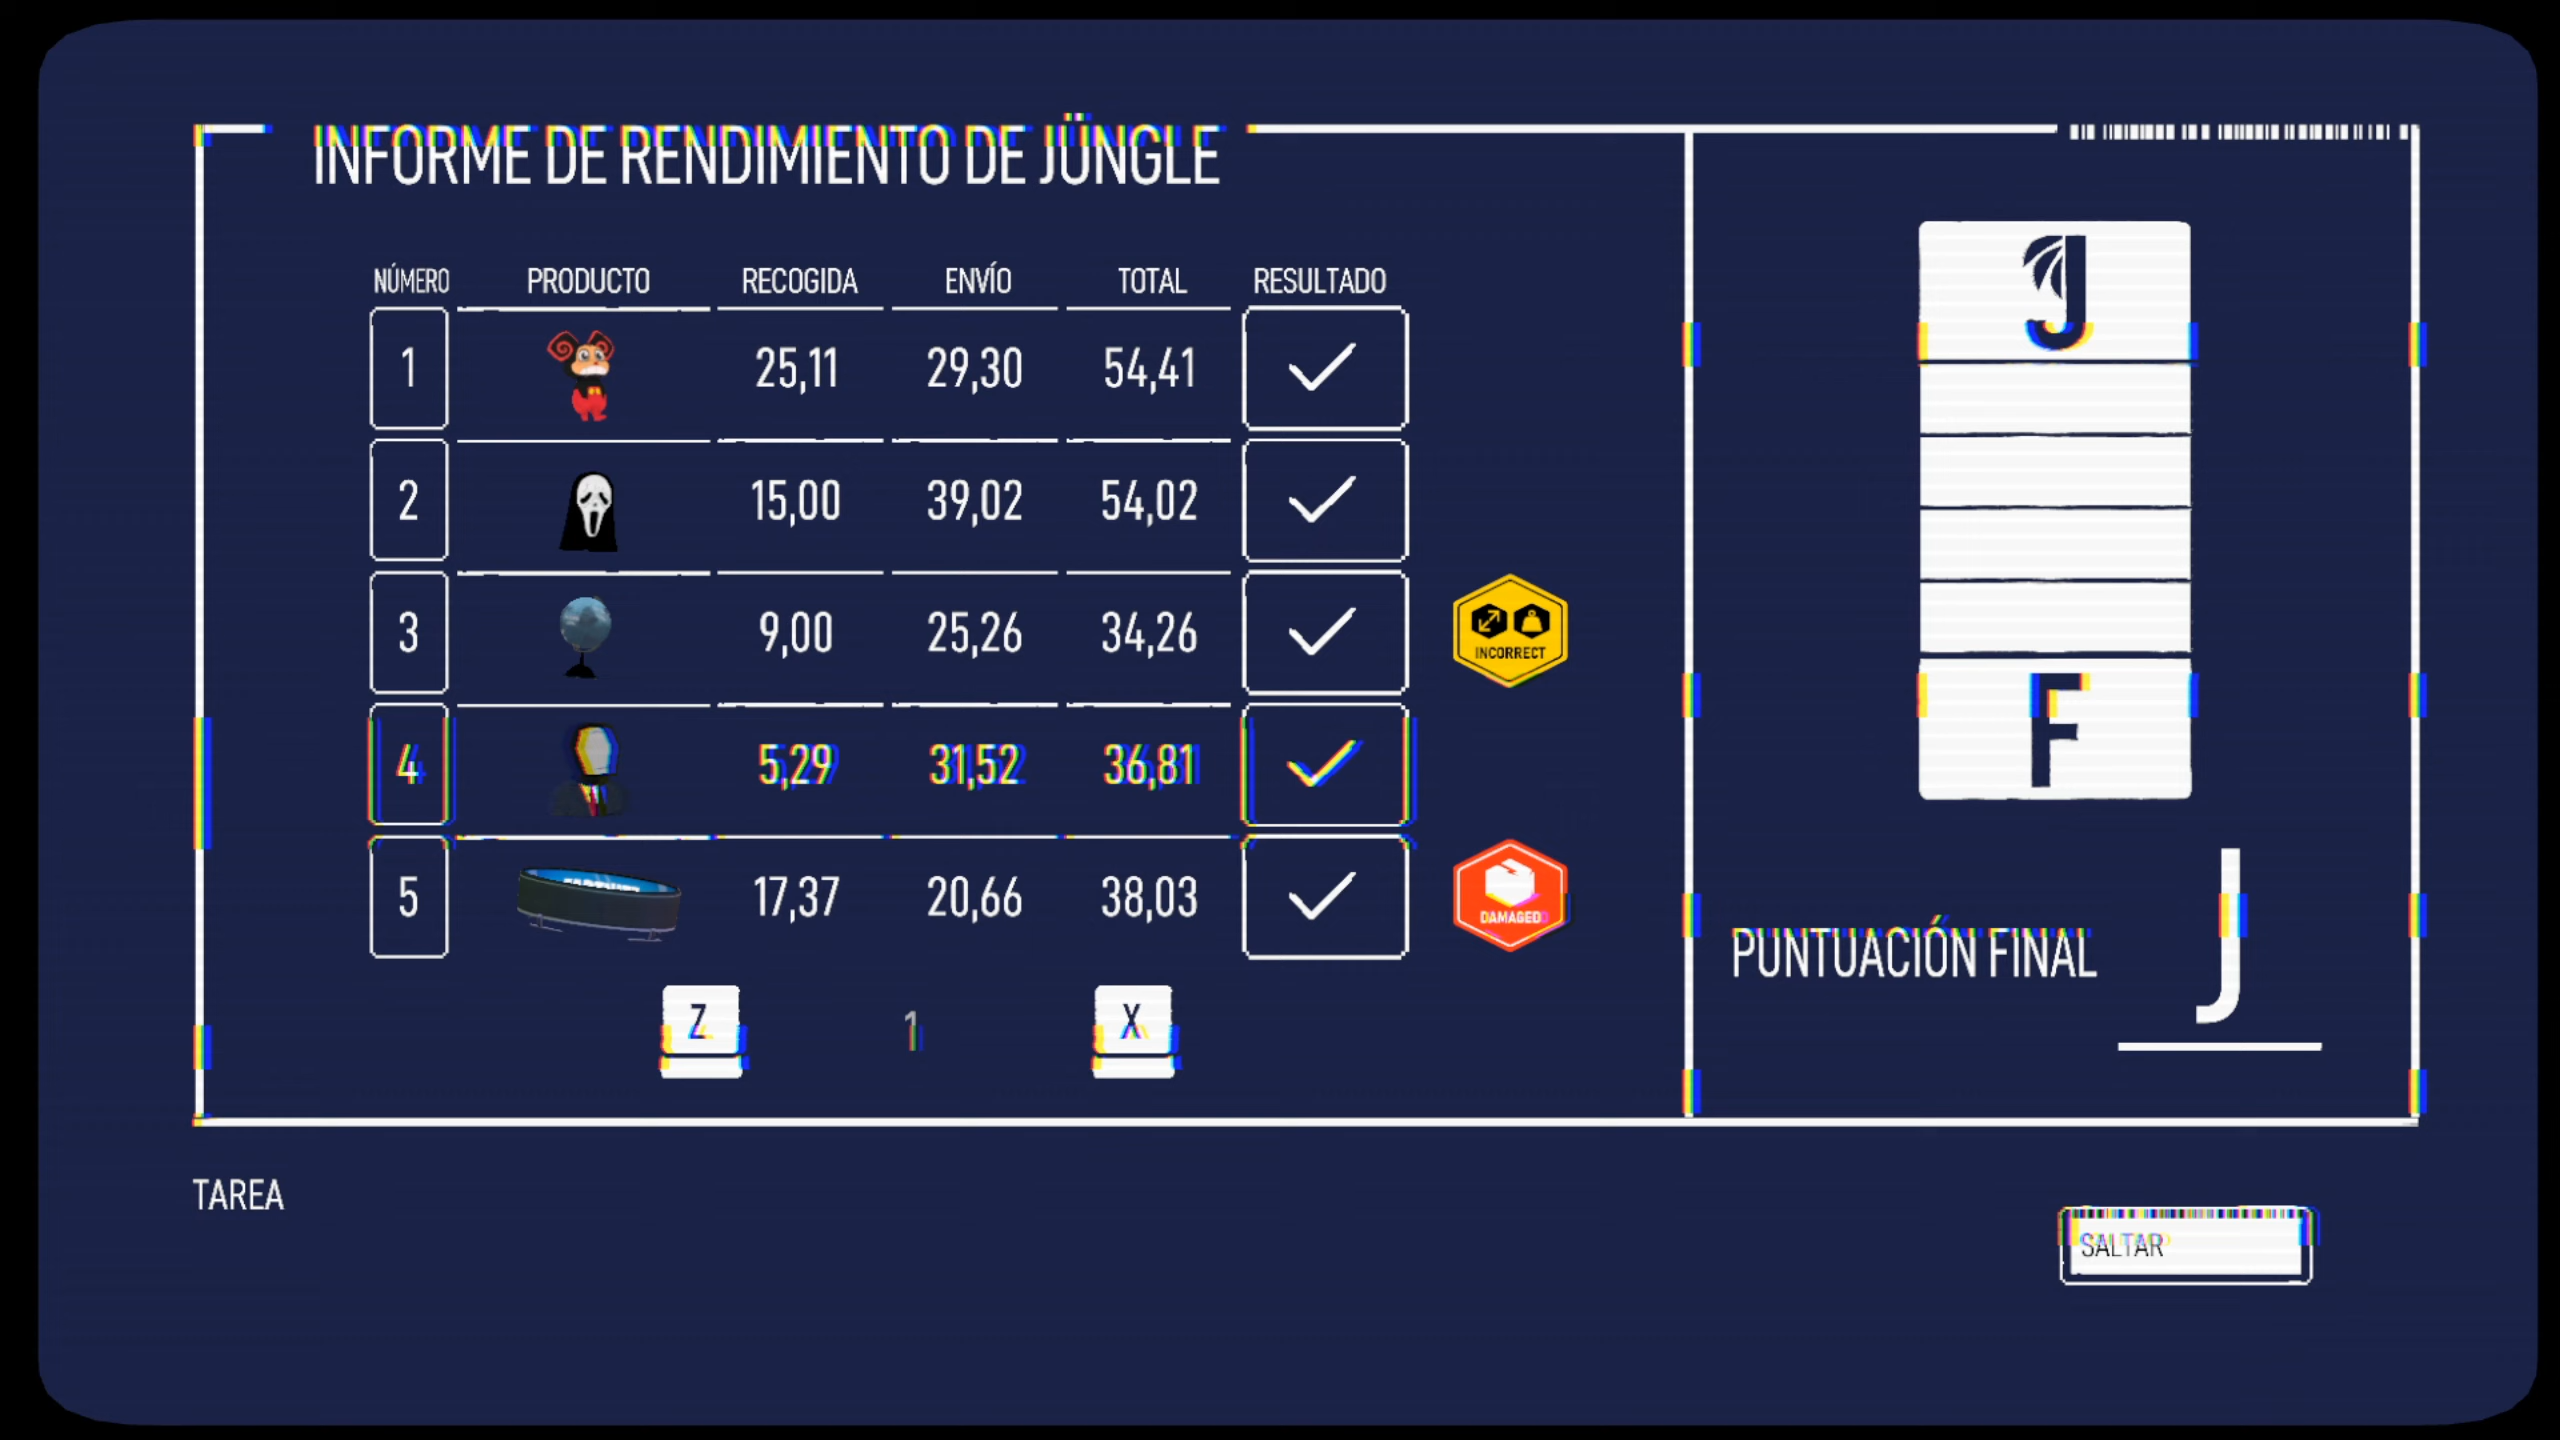 INFORME DE RENDIMIENTO DE JÜNGLE
NÚMERO PRODUCTO RECOGIDA ENVÍO TOTAL RESULTADO
1 25,11 29,30 54,41
2 15,00 39,02 54,02
3 9,00 25,26 34,26
INCORRECT
4 5,29 31,52 36,81
5 17,37 20,66 38,03
DAMAGED
Z 1 X
J
F
PUNTUACIÓN FINAL J
TAREA
SALTAR